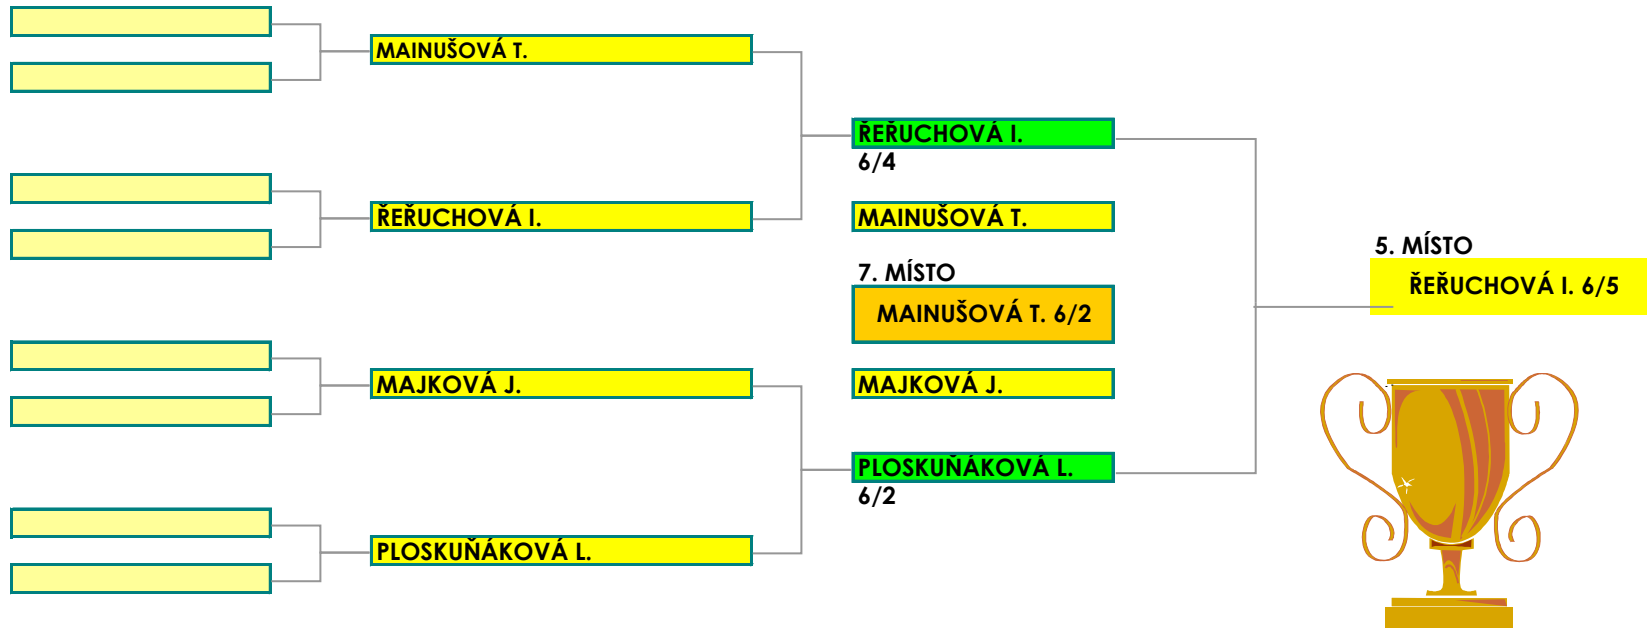 MAINUŠOVÁ T.
ŘEŘUCHOVÁ I.
MAJKOVÁ J.
PLOSKUŇÁKOVÁ L.
ŘEŘUCHOVÁ I.
6/4
MAINUŠOVÁ T.
7. MÍSTO
MAINUŠOVÁ T. 6/2
MAJKOVÁ J.
PLOSKUŇÁKOVÁ L.
6/2
5. MÍSTO
ŘEŘUCHOVÁ I. 6/5